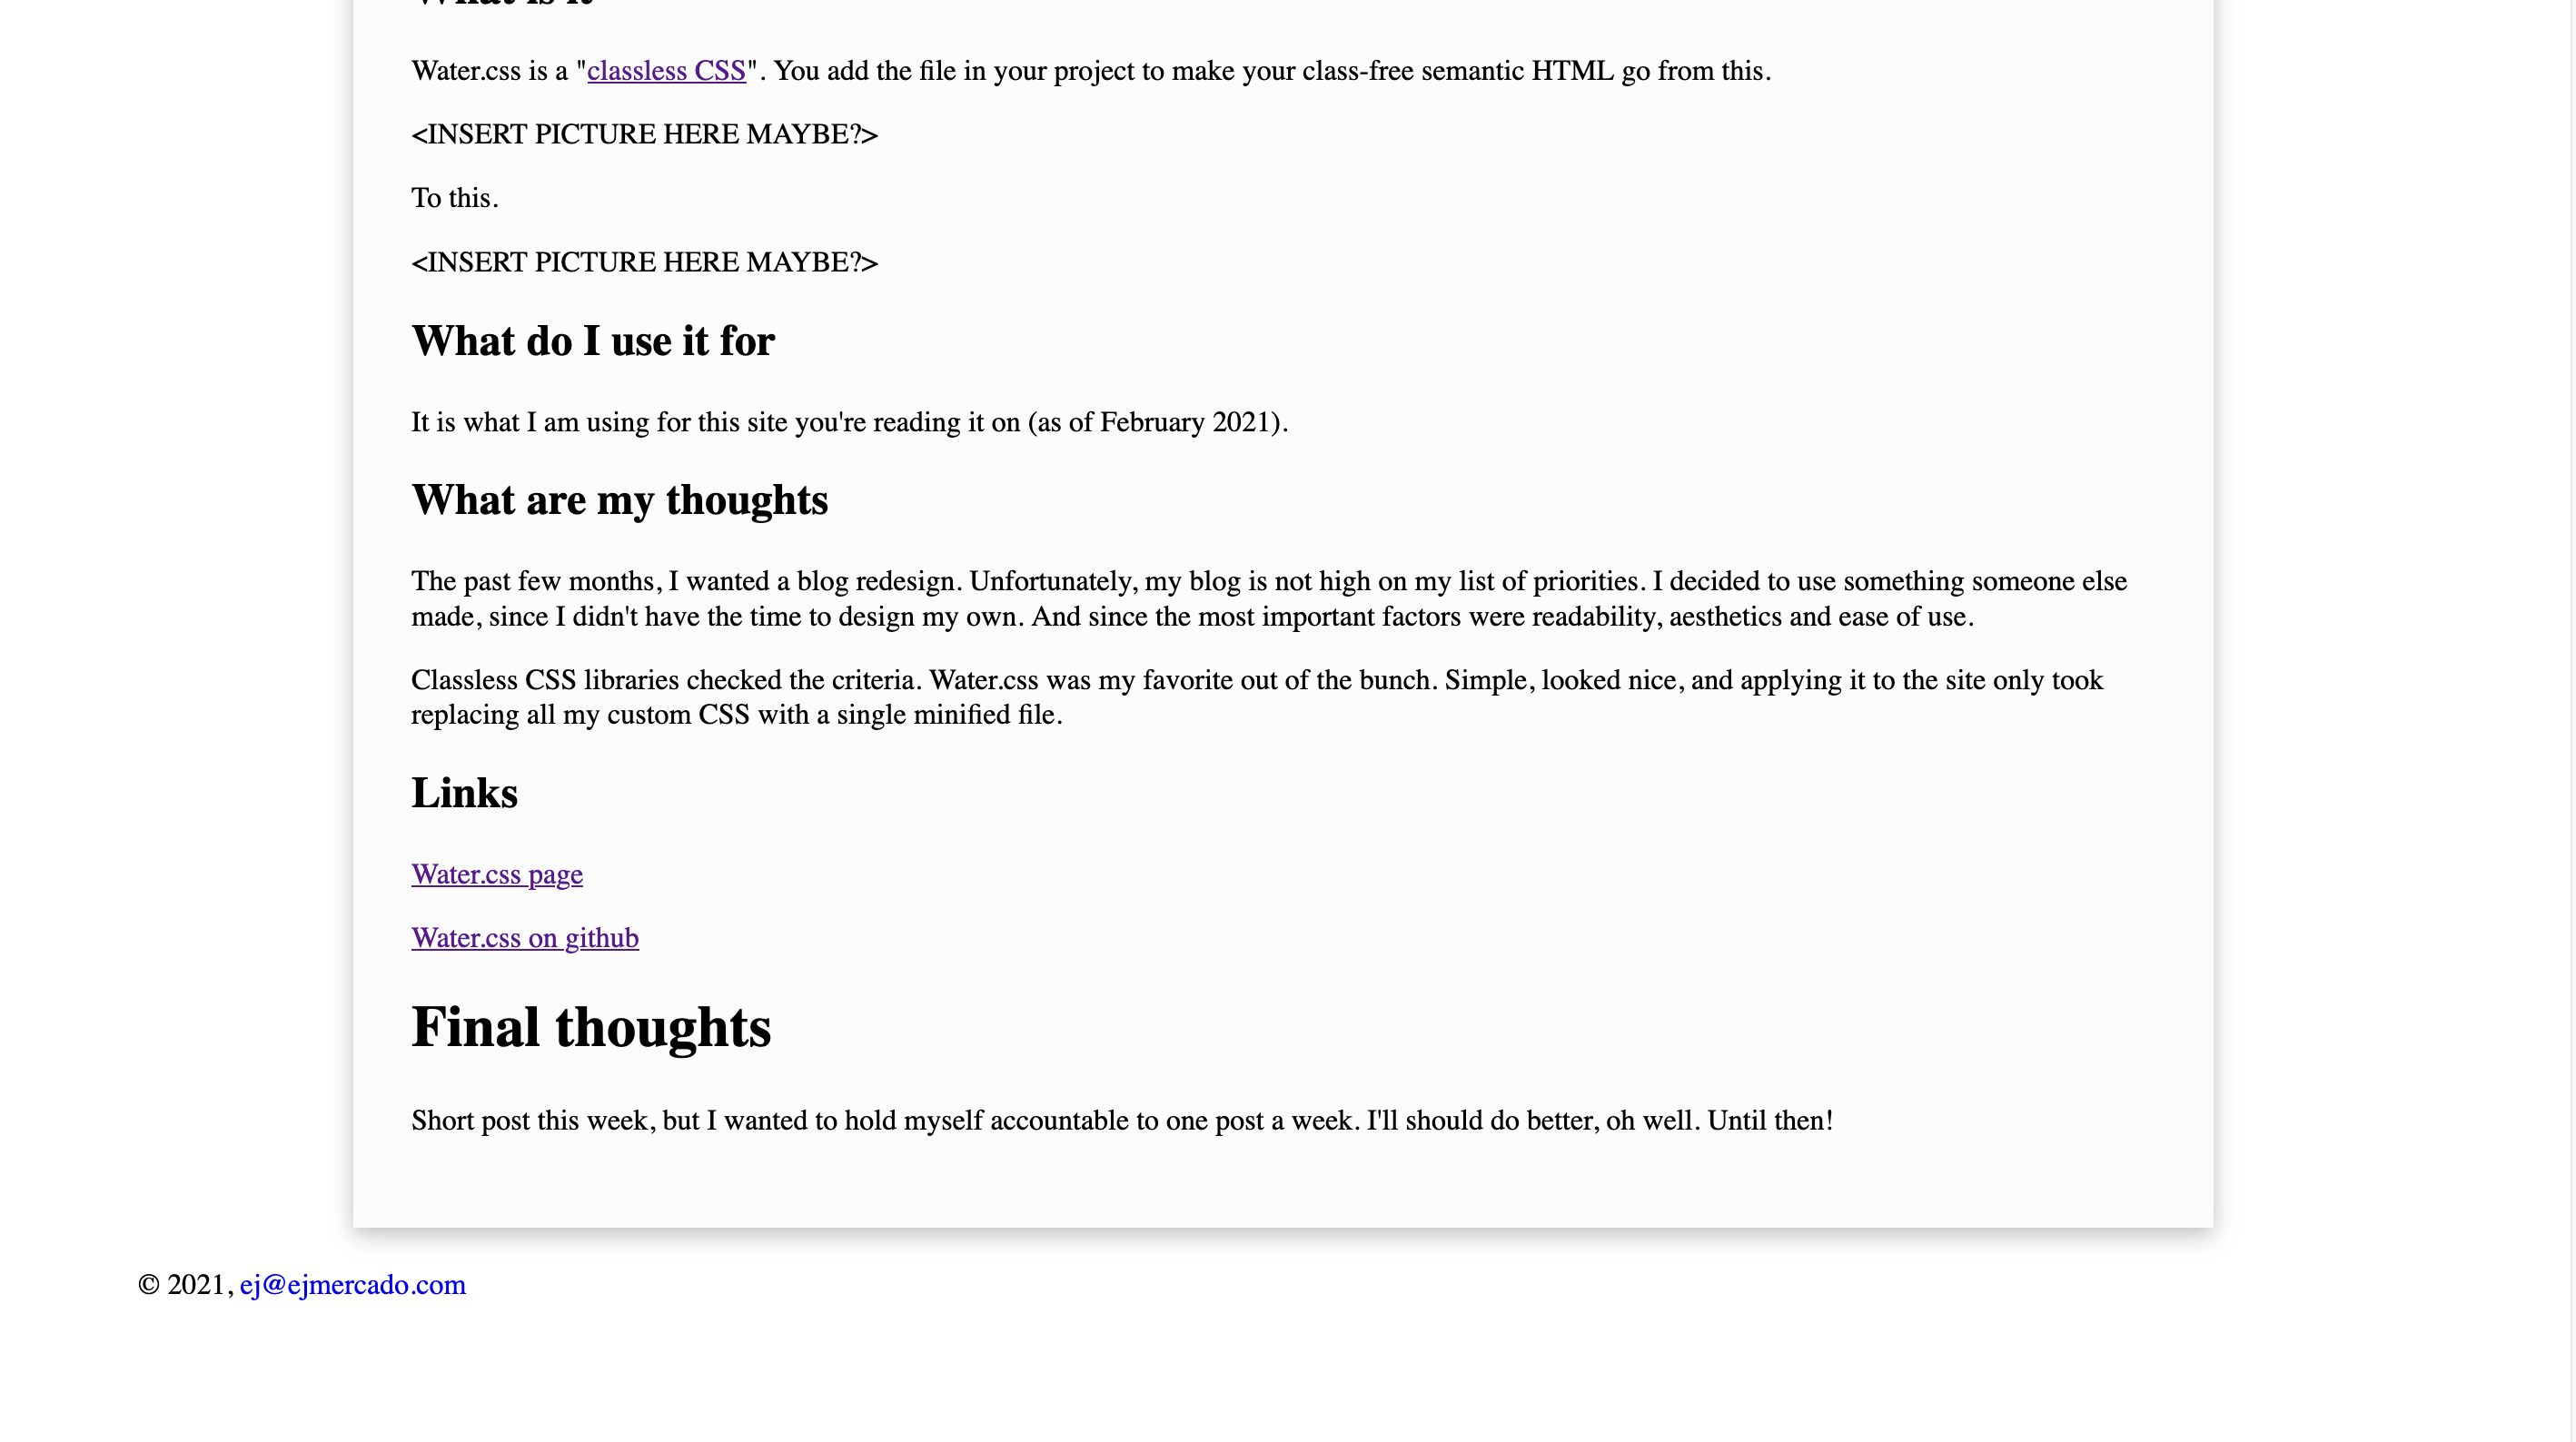 What is it
Water.css is a "classless CSS". You add the file in your project to make your class-free semantic HTML go from this.
<INSERT PICTURE HERE MAYBE?>
To this.
<INSERT PICTURE HERE MAYBE?>
What do I use it for
It is what I am using for this site you're reading it on (as of February 2021).
What are my thoughts
The past few months, I wanted a blog redesign. Unfortunately, my blog is not high on my list of priorities. I decided to use something someone else
made, since I didn't have the time to design my own. And since the most important factors were readability, aesthetics and ease of use.
Classless CSS libraries checked the criteria. Water.css was my favorite out of the bunch. Simple, looked nice, and applying it to the site only took
replacing all my custom CSS with a single minified file.
Links
Water.css page
Water.css on github
Final thoughts
Short post this week, but I wanted to hold myself accountable to one post a week. I'll should do better, oh well. Until then!
© 2021, ej@ejmercado.com